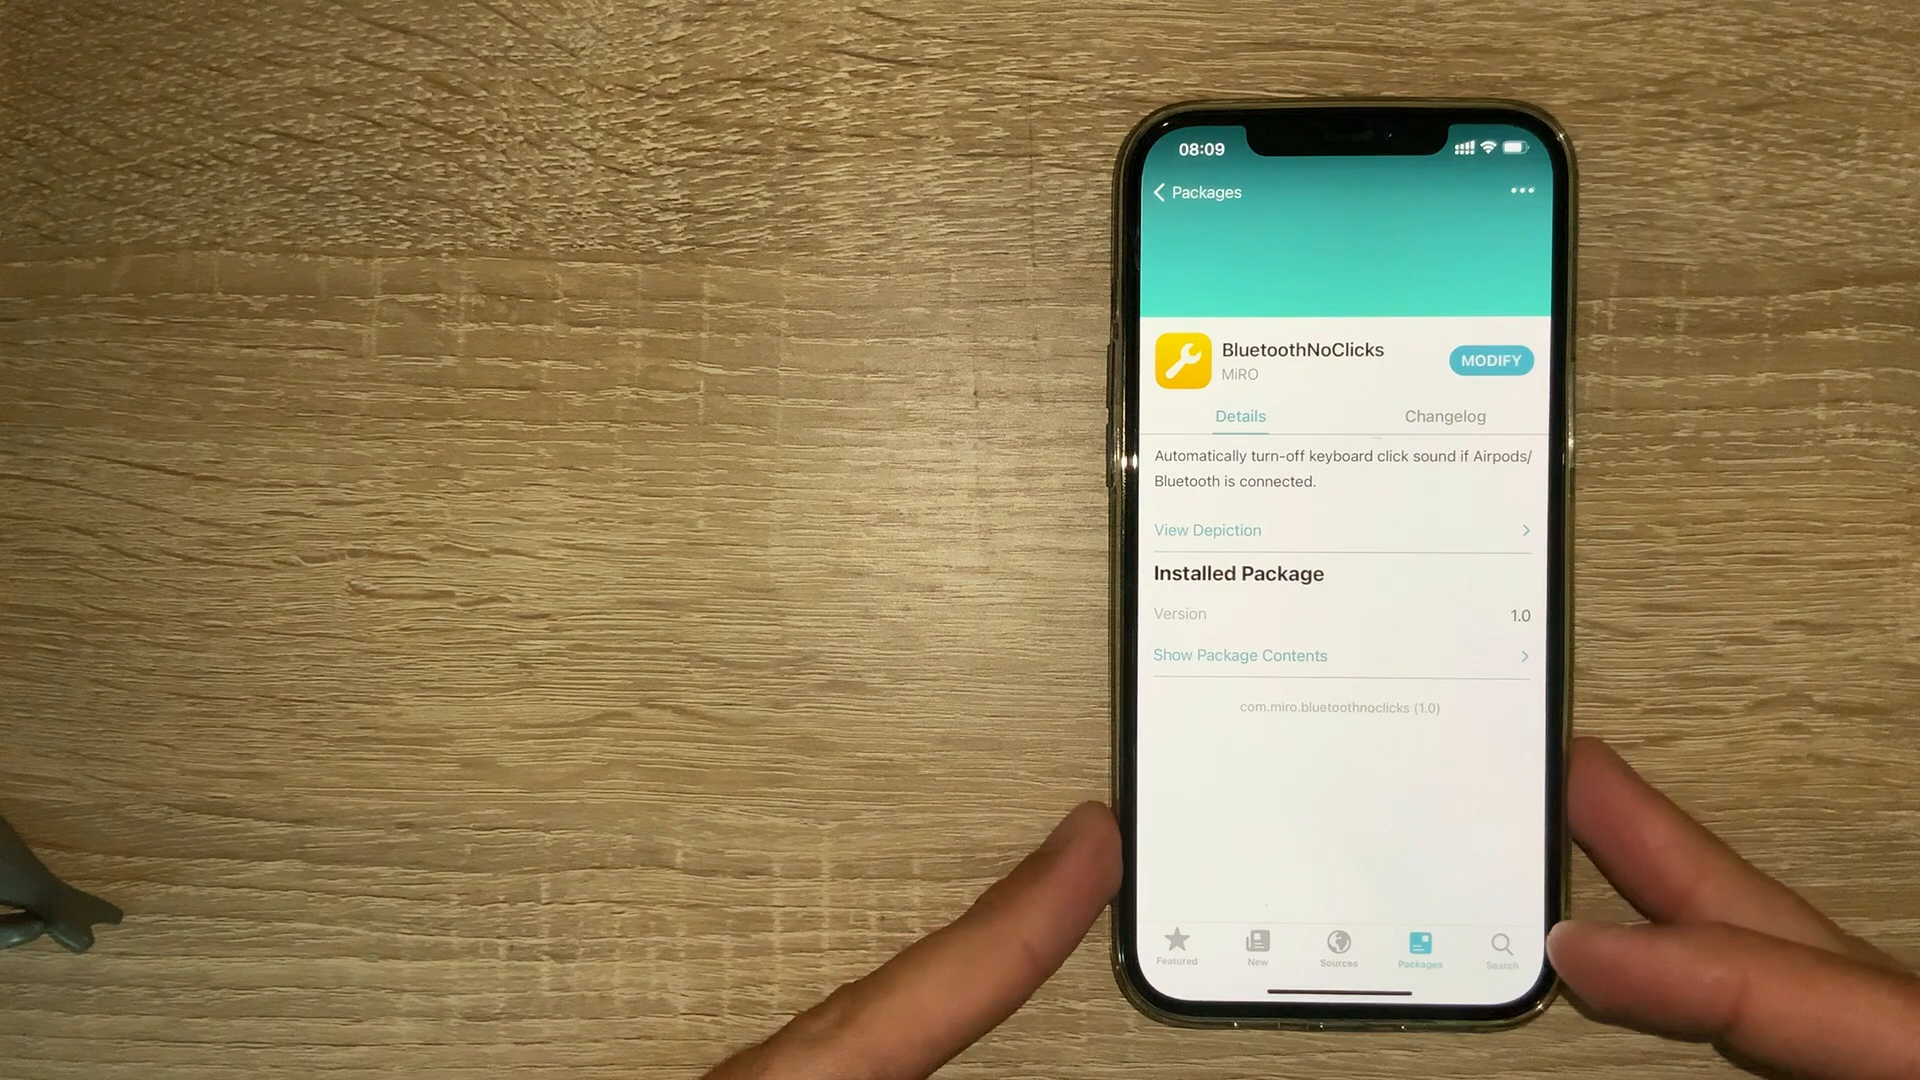 08:09
Packages
BluetoothNoClicks
MiRO
MODIFY
Details
Changelog
Automatically turn-off keyboard click sound if Airpods/
Bluetooth is connected.
View Depiction
Installed Package
Version
1.0
Show Package Contents
com.miro.bluetoothnoclicks (1.0)
Featured
New
Sources
Packages
Search